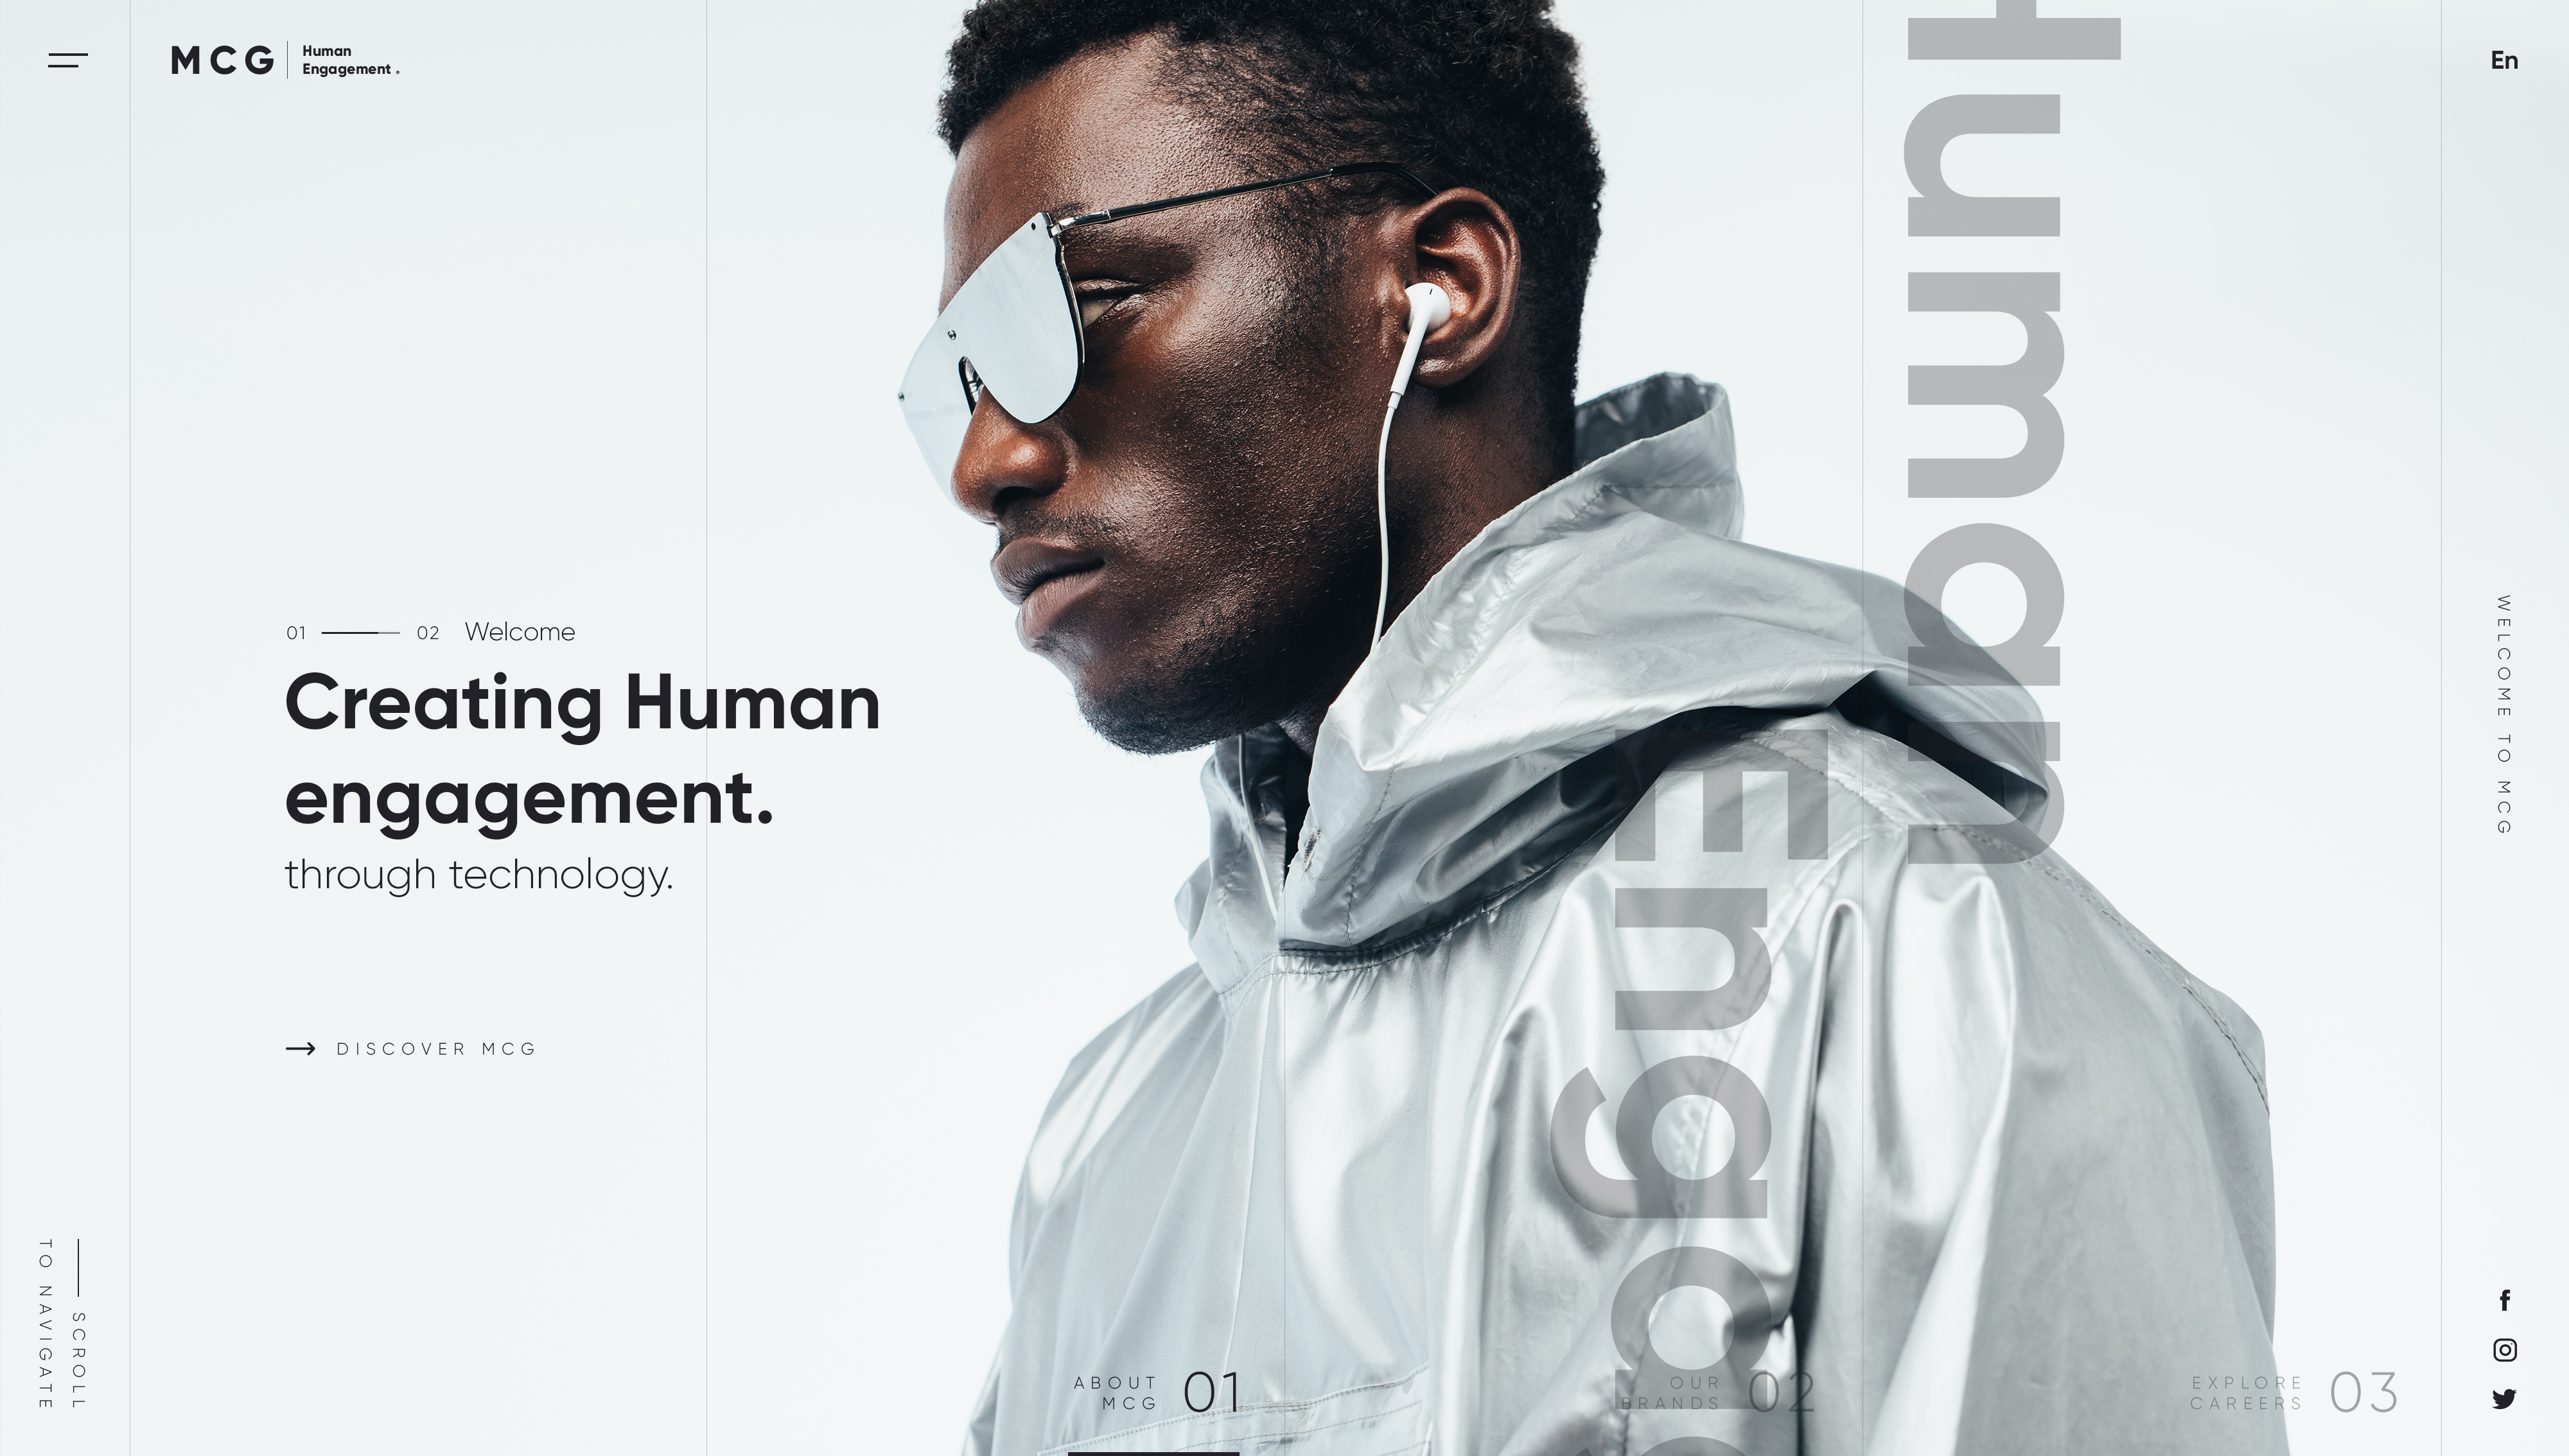 MCG
Human
Engagement.
En
Human
Enga
01 02 Welcome
Creating Human
engagement.
through technology.
DISCOVER MCG
WELCOME TO MCG
SCROLL
TO NAVIGATE
ABOUT
MCG 01
OUR
BRANDS 02
EXPLORE
CAREERS 03